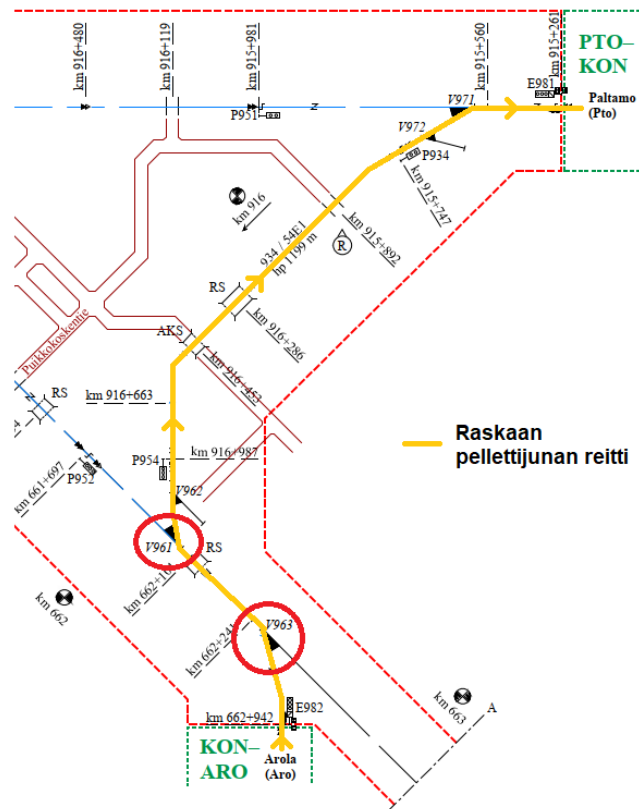 km 916+480
km 916+119
km 915+981
km 915+560
km 915+261
PTO–
KON
E981
V971
Paltamo
(Pto)
P951
V972
P934
km 915+747
km 916
934 / 54E1
hp 1199 m
km 915+892
R
RS
km 916+286
AKS
Puikkokoskentie
km 916+453
km 916+663
RS
Raskaan
pellettijunan reitti
km 916+987
P954
km 661+697
P952
V962
V961
RS
km 662+10
V963
km 662+241
km 662
km 663
A
E982
km 662+942
KON–
ARO
Arola
(Aro)